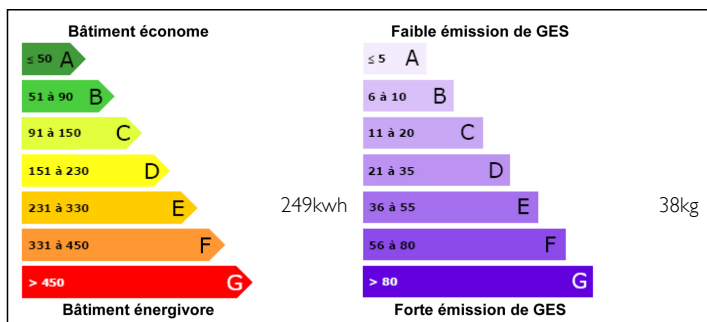 Bâtiment économe
≤ 50 A
51 à 90 B
91 à 150 C
151 à 230 D
231 à 330 E
249kwh
331 à 450 F
> 450 G
Bâtiment énergivore
Faible émission de GES
≤ 5 A
6 à 10 B
11 à 20 C
21 à 35 D
36 à 55 E
38kg
56 à 80 F
> 80 G
Forte émission de GES